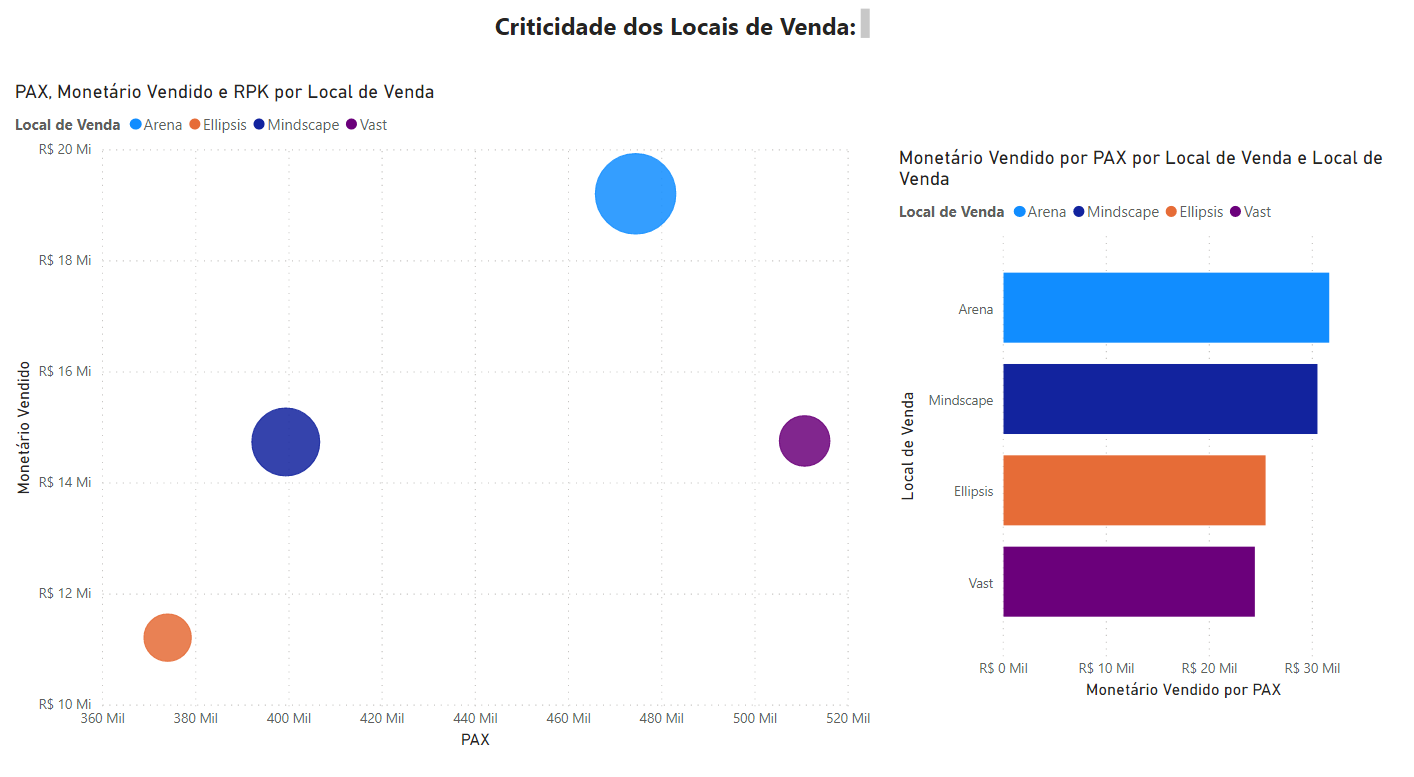 Criticidade dos Locais de Venda:
PAX, Monetário Vendido e RPK por Local de Venda
Local de Venda Arena Ellipsis Mindscape Vast
R$ 20 Mi
R$ 18 Mi
R$ 16 Mi
R$ 14 Mi
R$ 12 Mi
R$ 10 Mi
Monetário Vendido
360 Mil 380 Mil 400 Mil 420 Mil 440 Mil 460 Mil 480 Mil 500 Mil 520 Mil
PAX
Monetário Vendido por PAX por Local de Venda e Local de
Venda
Local de Venda Arena Mindscape Ellipsis Vast
Arena
Mindscape
Ellipsis
Vast
Local de Venda
R$ 0 Mil R$ 10 Mil R$ 20 Mil R$ 30 Mil
Monetário Vendido por PAX